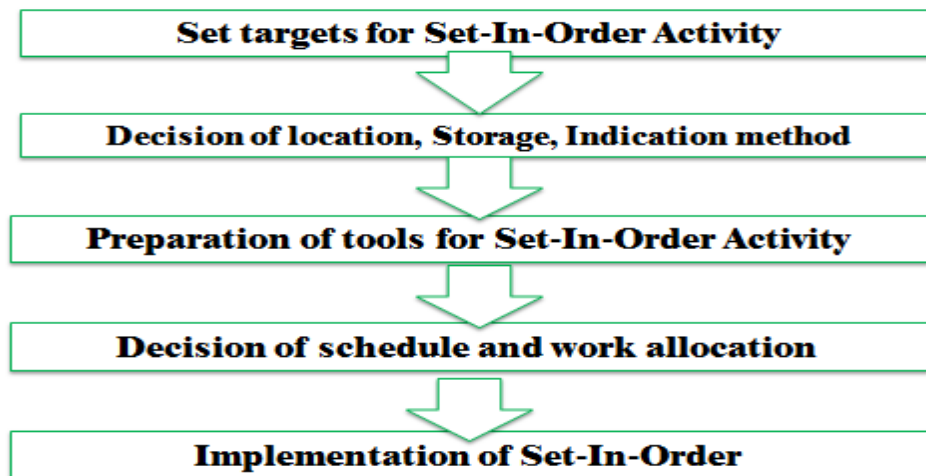 Set targets for Set-In-Order Activity
Decision of location, Storage, Indication method
Preparation of tools for Set-In-Order Activity
Decision of schedule and work allocation
Implementation of Set-In-Order